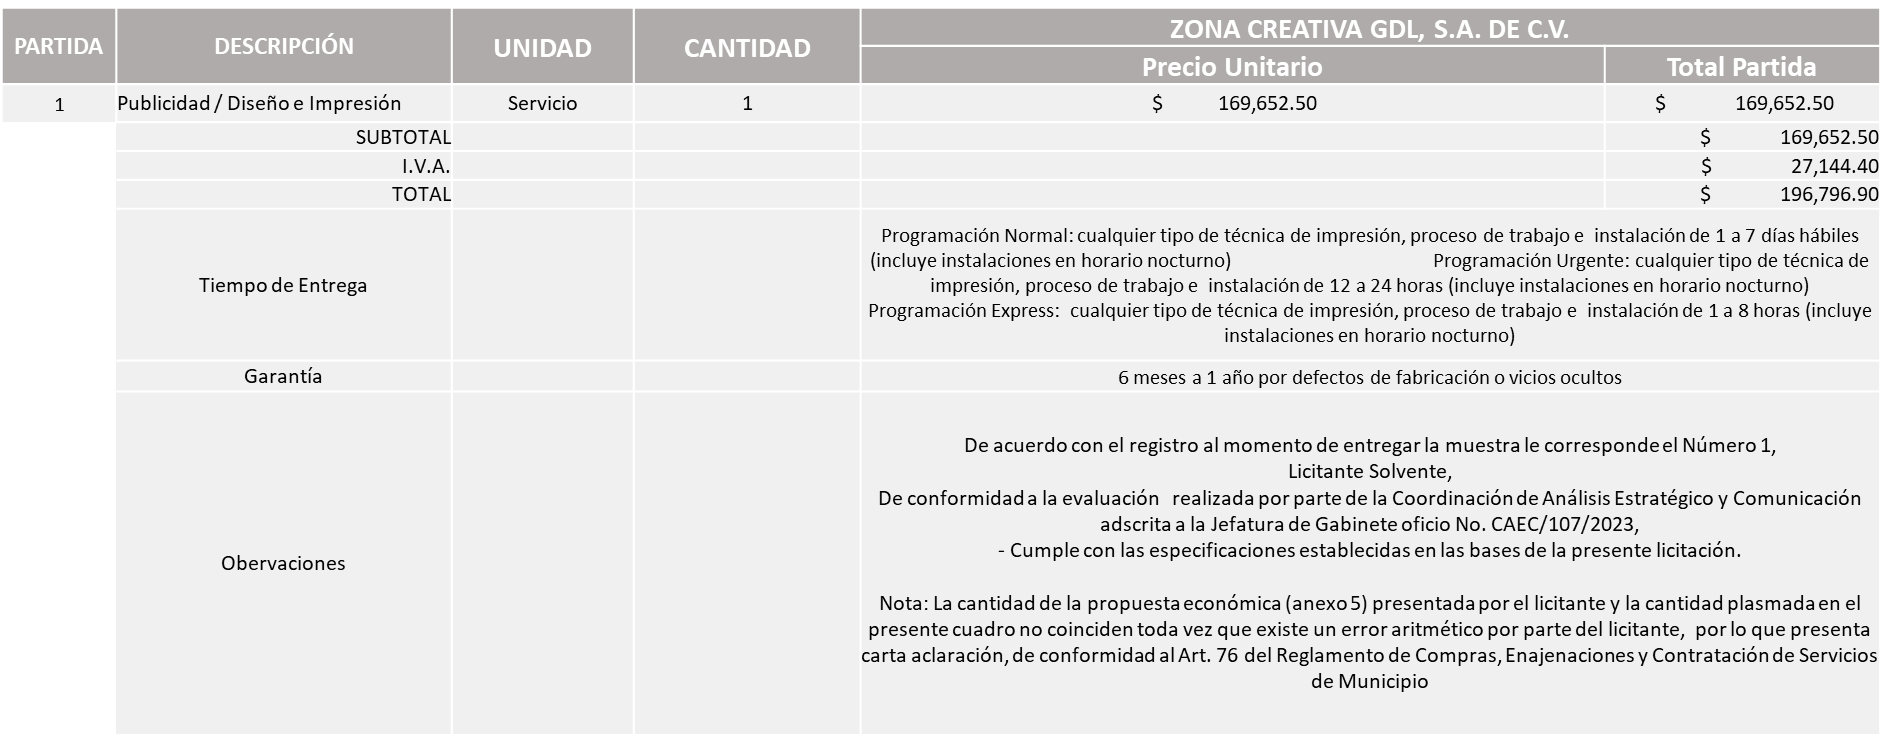 PARTIDA DESCRIPCIÓN UNIDAD CANTIDAD ZONA CREATIVA GDL, S.A. DE C.V.
Precio Unitario Total Partida
1 Publicidad / Diseño e Impresión Servicio 1 $ 169,652.50 $ 169,652.50
SUBTOTAL $ 169,652.50
I.V.A. $ 27,144.40
TOTAL $ 196,796.90
Tiempo de Entrega
Programación Normal: cualquier tipo de técnica de impresión, proceso de trabajo e instalación de 1 a 7 días hábiles
(incluye instalaciones en horario nocturno) Programación Urgente: cualquier tipo de técnica de
impresión, proceso de trabajo e instalación de 12 a 24 horas (incluye instalaciones en horario nocturno)
Programación Express: cualquier tipo de técnica de impresión, proceso de trabajo e instalación de 1 a 8 horas (incluye
instalaciones en horario nocturno)
Garantía 6 meses a 1 año por defectos de fabricación o vicios ocultos
Obervaciones
De acuerdo con el registro al momento de entregar la muestra le corresponde el Número 1,
Licitante Solvente,
De conformidad a la evaluación realizada por parte de la Coordinación de Análisis Estratégico y Comunicación
adscrita a la Jefatura de Gabinete oficio No. CAEC/107/2023,
- Cumple con las especificaciones establecidas en las bases de la presente licitación.
Nota: La cantidad de la propuesta económica (anexo 5) presentada por el licitante y la cantidad plasmada en el
presente cuadro no coinciden toda vez que existe un error aritmético por parte del licitante, por lo que presenta
carta aclaración, de conformidad al Art. 76 del Reglamento de Compras, Enajenaciones y Contratación de Servicios
de Municipio